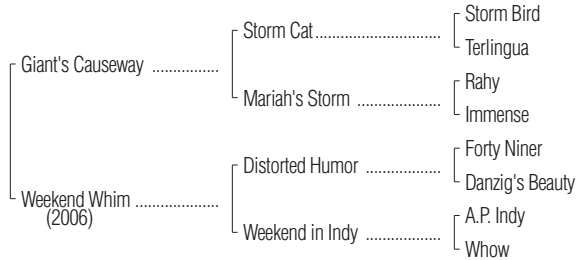 Storm Bird
Storm Cat......................................
Terlingua
Giant's Causeway ....................
Rahy
Mariah's Storm .........................
Immense
Forty Niner
Distorted Humor .......................
Danzig's Beauty
Weekend Whim .........................
(2006)
A.P. Indy
Weekend in Indy .......................
Whow